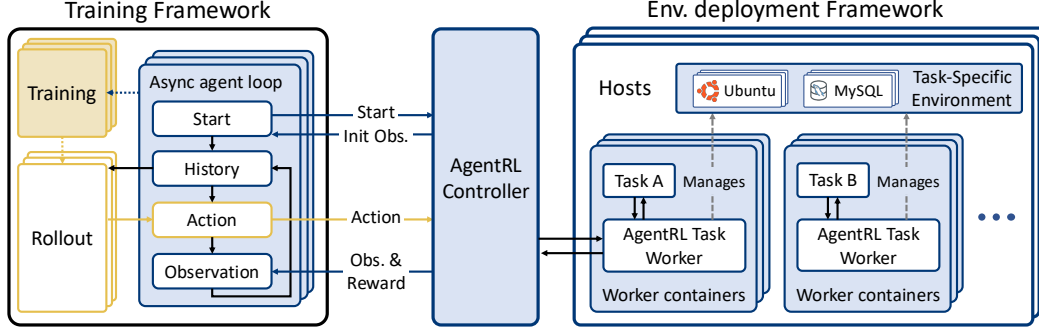 Training Framework
Env. deployment Framework
Training
Async agent loop
Start
History
Action
Observation
Rollout
Start
Init Obs.
Action
Obs. &
Reward
AgentRL
Controller
Hosts
Ubuntu
MySQL
Task-Specific
Environment
Task A
Manages
AgentRL Task
Worker
Worker containers
Task B
Manages
AgentRL Task
Worker
Worker containers